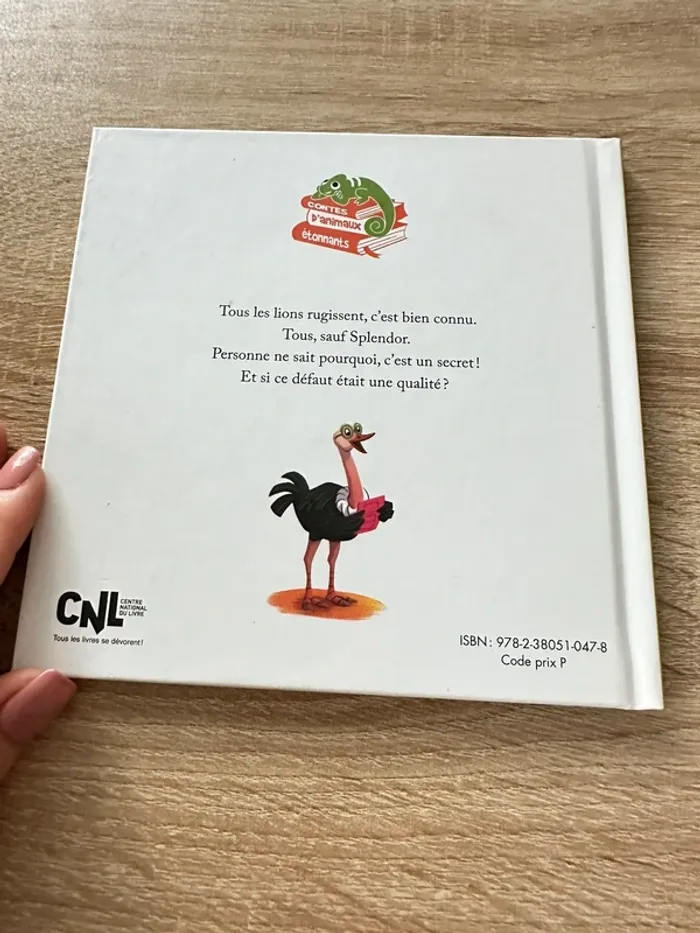 CONTES
D'animaux
étonnants
Tous les lions rugissent, c'est bien connu.
Tous, sauf Splendor.
Personne ne sait pourquoi, c'est un secret !
Et si ce défaut était une qualité ?
CNL
CENTRE
NATIONAL
DU LIVRE
Tous les livres se dévorent!
ISBN : 978-2-38051-047-8
Code prix P